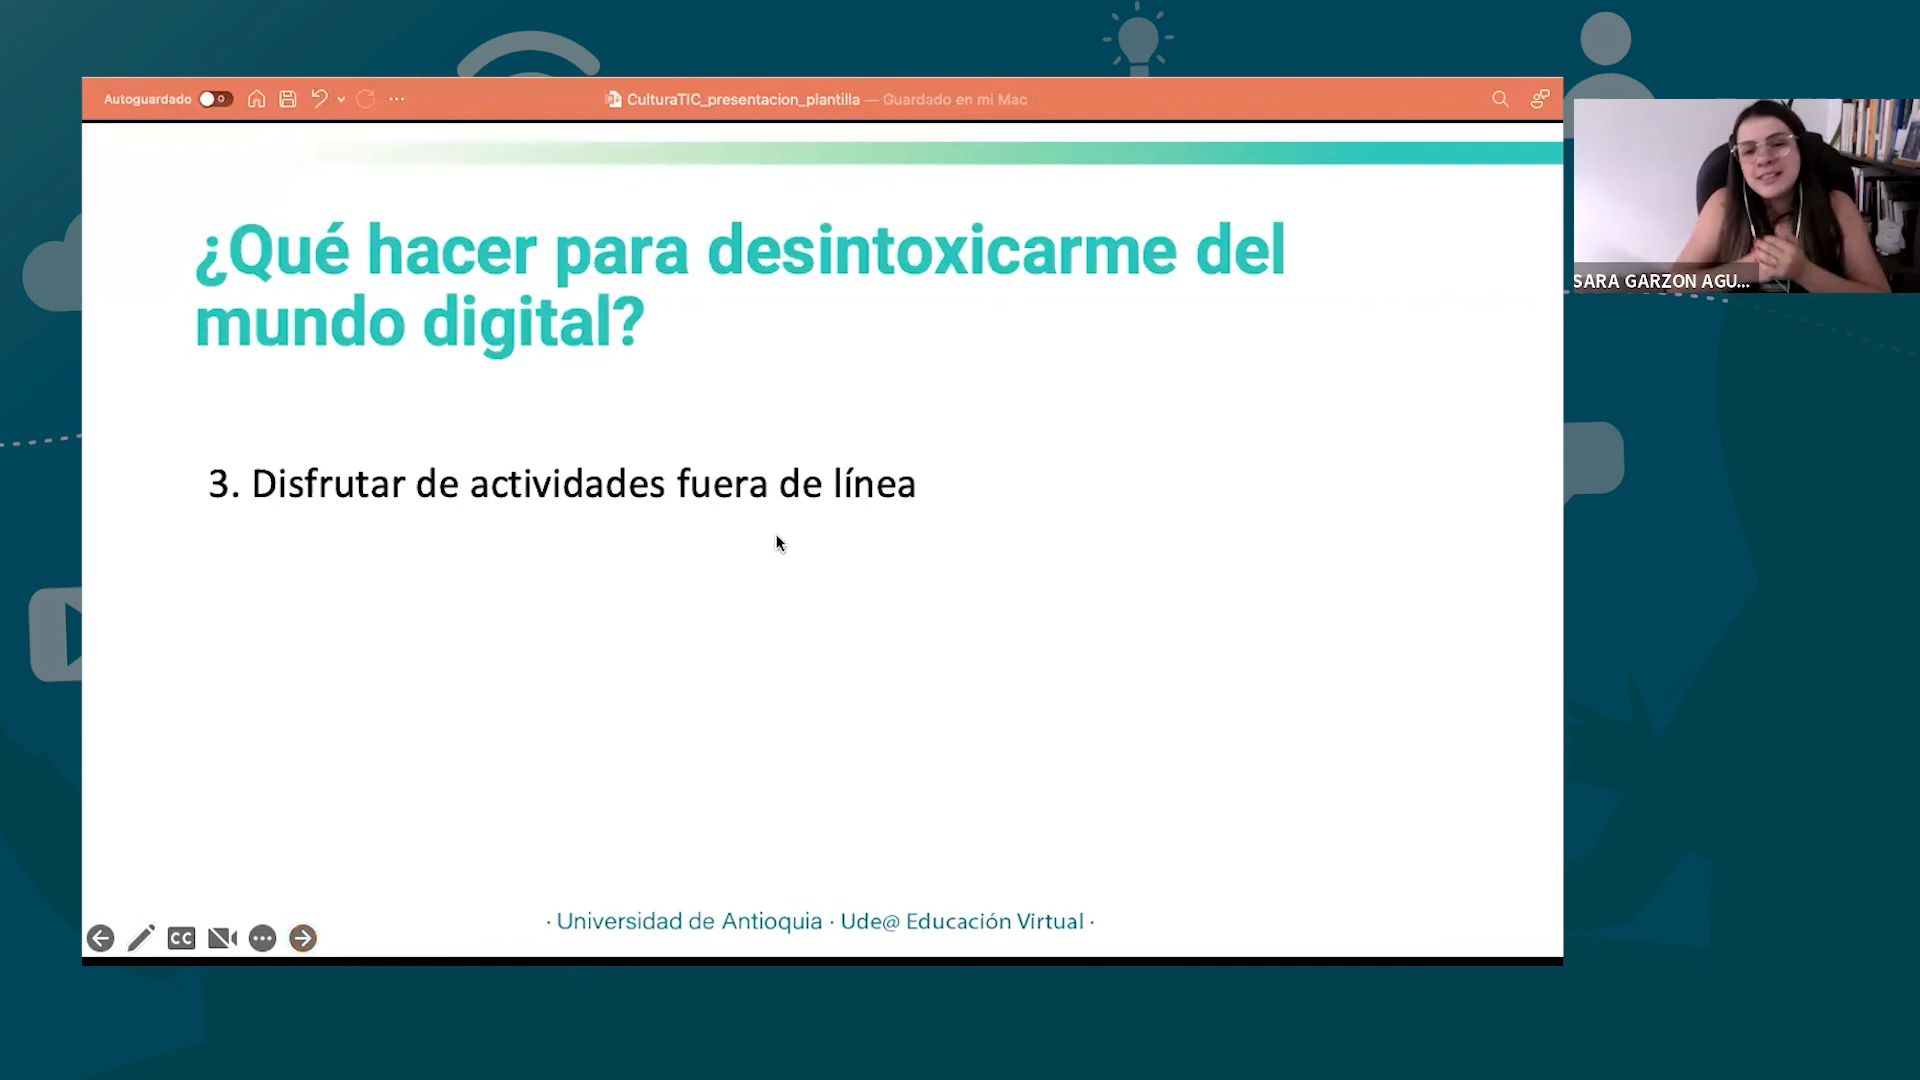 Autoguardado
CulturaTIC_presentacion_plantilla — Guardado en mi Mac
¿Qué hacer para desintoxicarme del
mundo digital?
3. Disfrutar de actividades fuera de línea
SARA GARZON AGU...
CC
· Universidad de Antioquia · Ude@ Educación Virtual ·